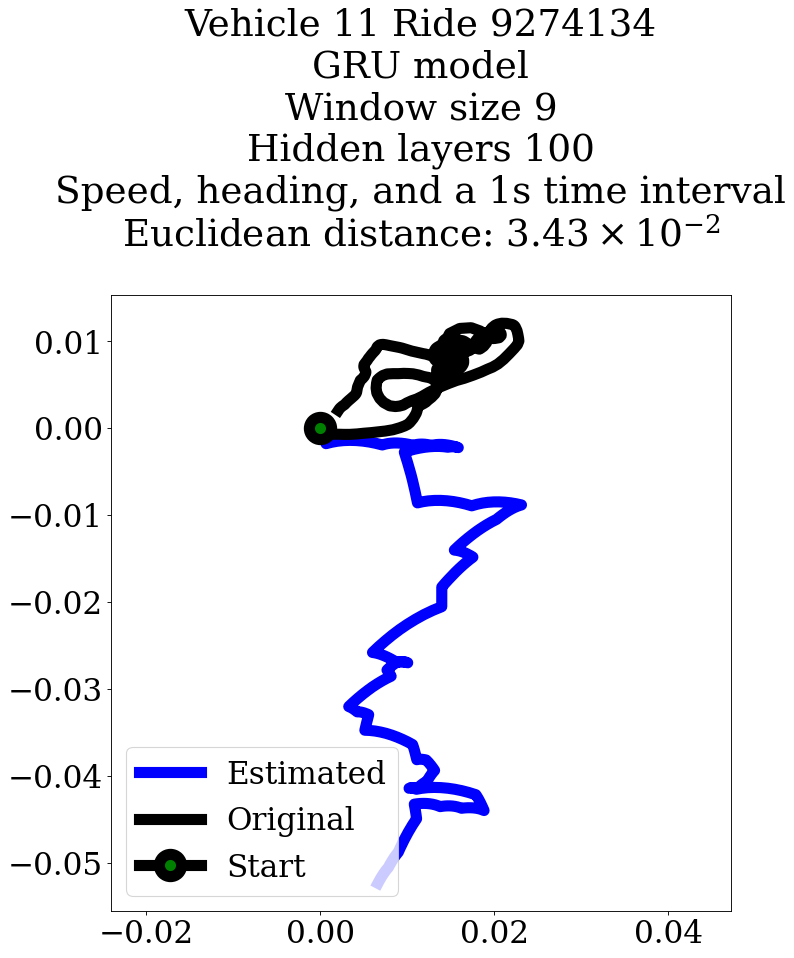 Vehicle 11 Ride 9274134
GRU model
Window size 9
Hidden layers 100
Speed, heading, and a 1s time interval
Euclidean distance: 3.43 × 10⁻²
0.01
0.00
−0.01
−0.02
−0.03
−0.04
−0.05
Estimated
Original
Start
−0.02 0.00 0.02 0.04